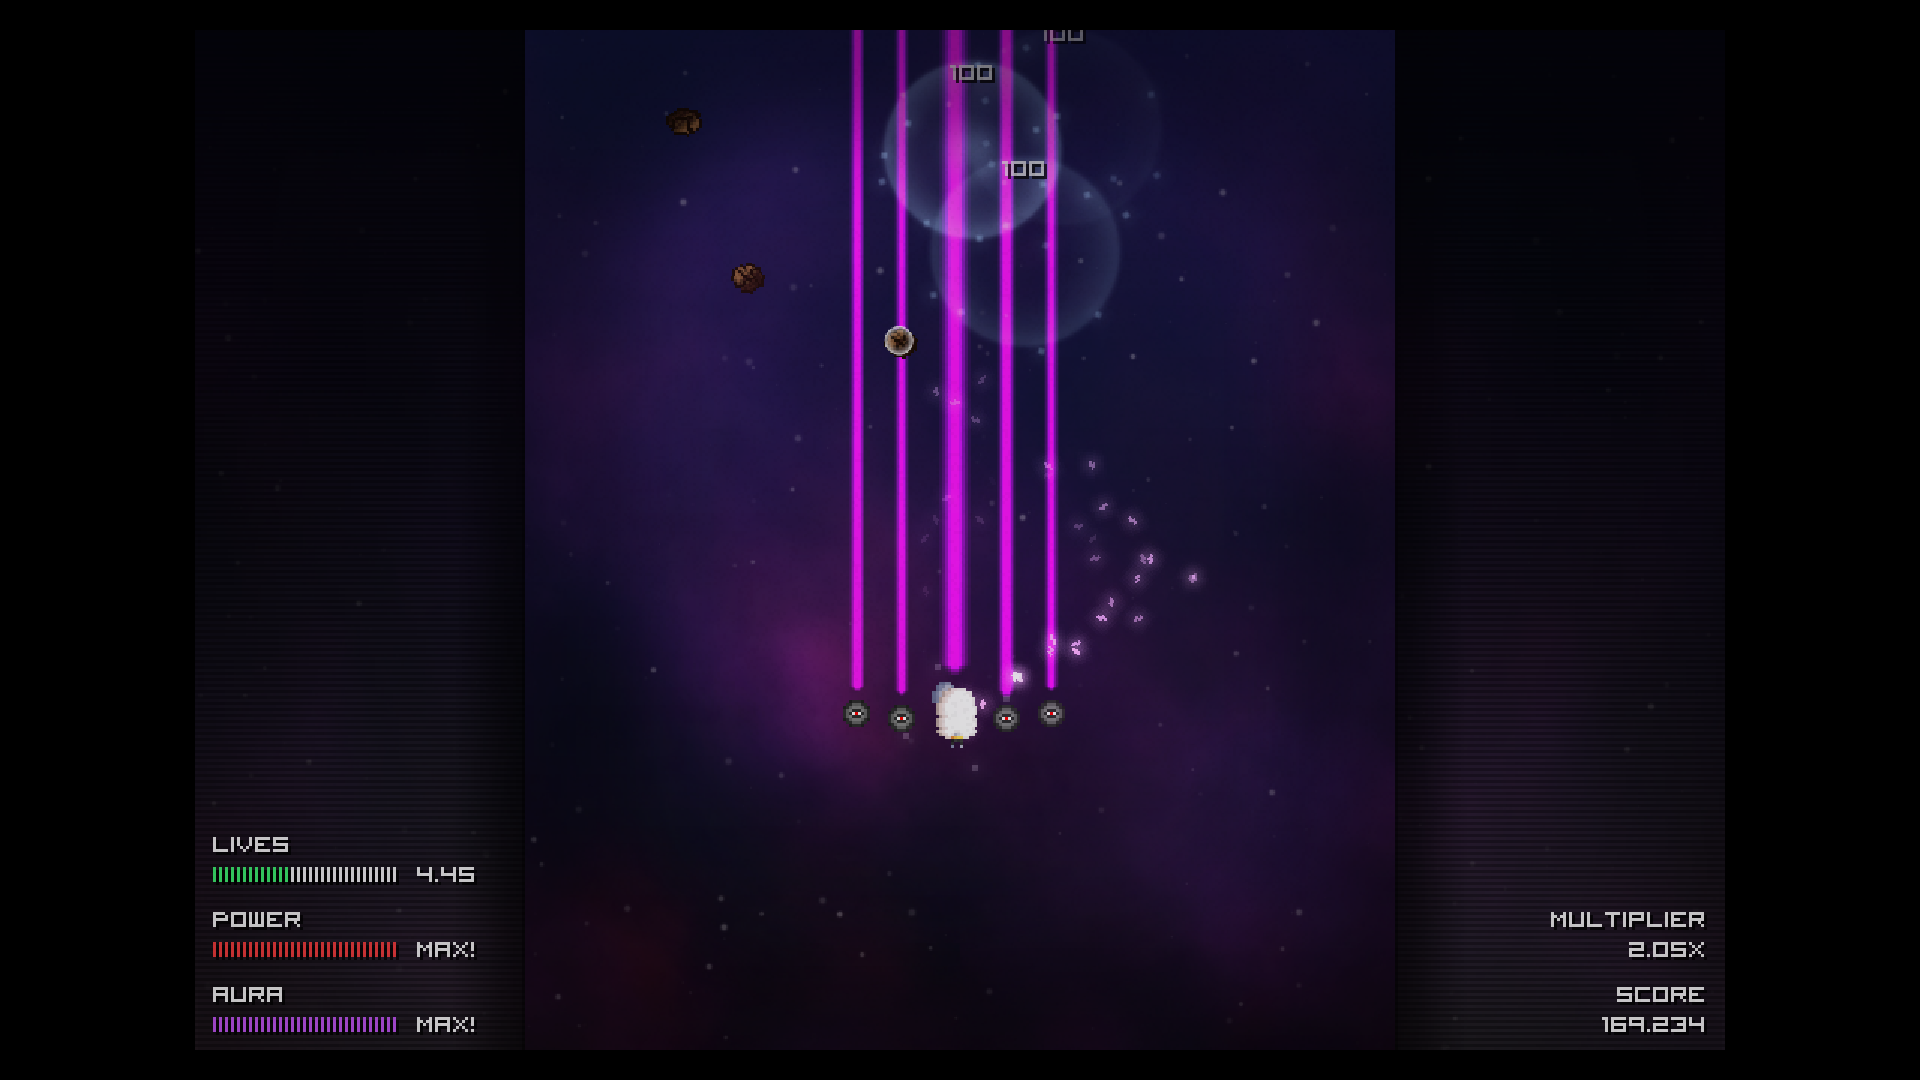 100
100
100
LIVES
4.45
POWER
MAX!
AURA
MAX!
MULTIPLIER
2.05X
SCORE
169.234